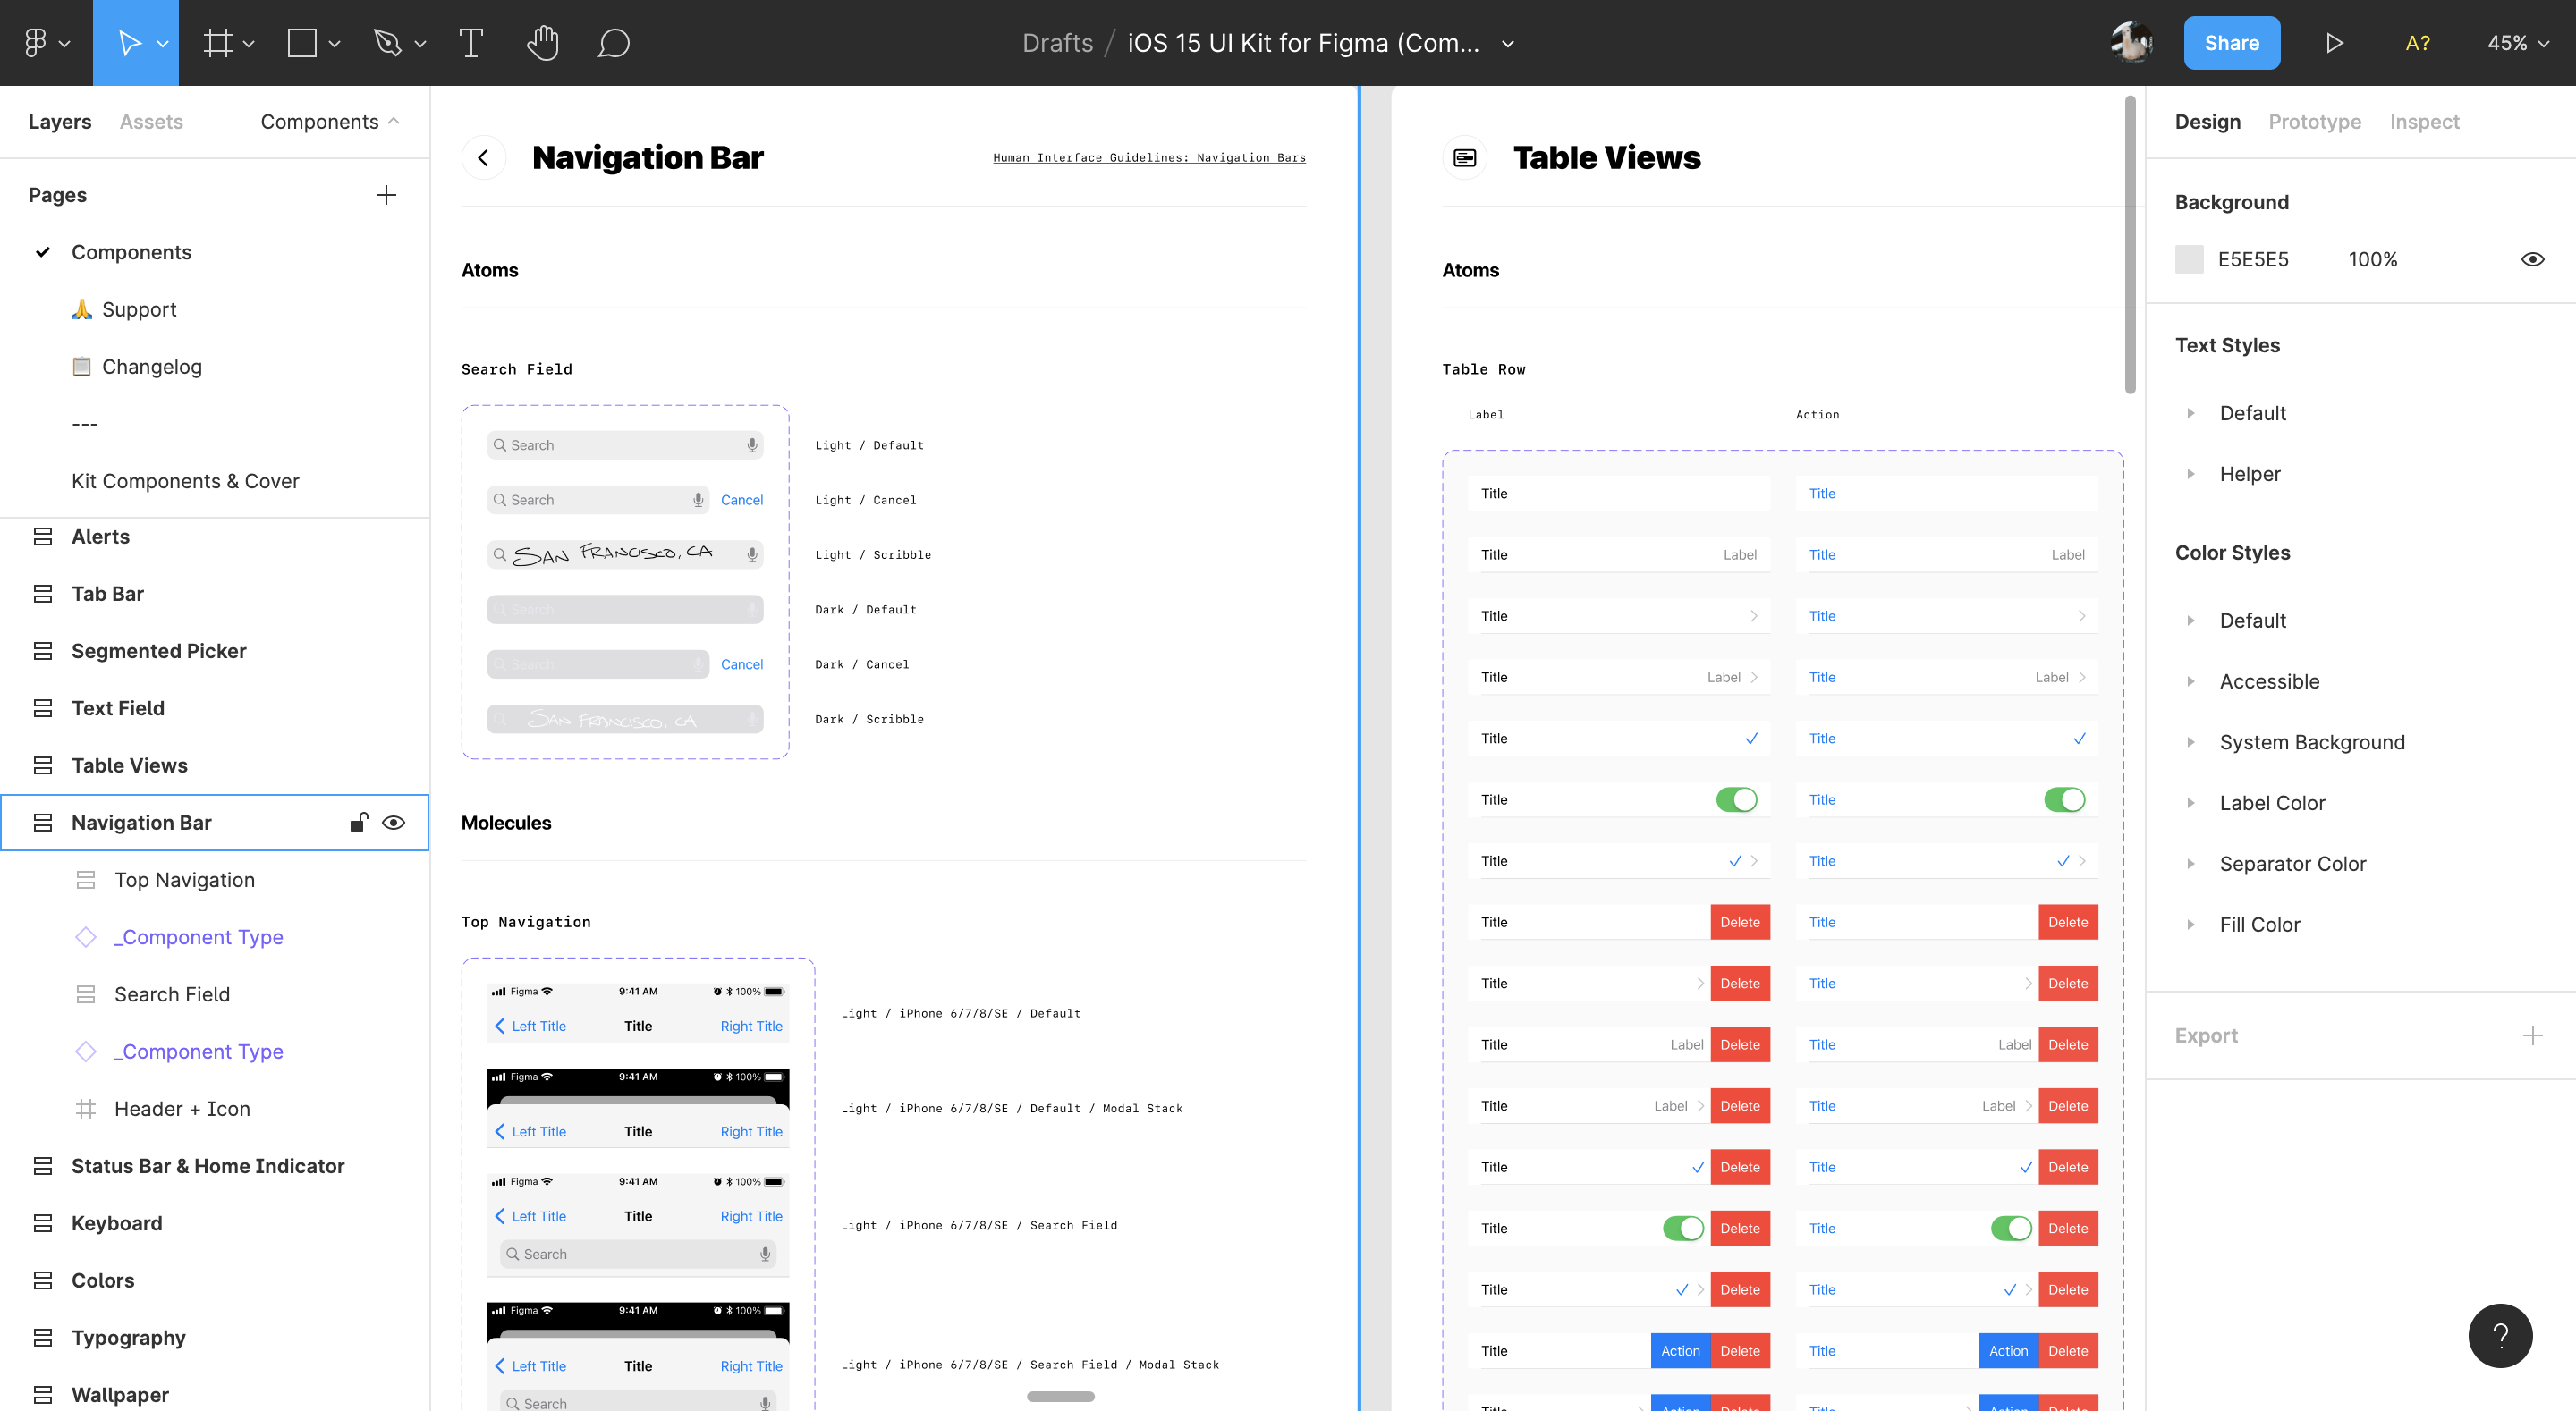 Drafts / iOS 15 UI Kit for Figma (Com...
Share
A?
45%
Layers
Assets
Components
Pages
Components
🙏 Support
📋 Changelog
---
Kit Components & Cover
Alerts
Tab Bar
Segmented Picker
Text Field
Table Views
Navigation Bar
Top Navigation
_Component Type
Search Field
_Component Type
Header + Icon
Status Bar & Home Indicator
Keyboard
Colors
Typography
Wallpaper
Navigation Bar
Human Interface Guidelines: Navigation Bars
Atoms
Search Field
Search
Light / Default
Search Cancel
Light / Cancel
SAN FRANCISCO, CA
Light / Scribble
Search
Dark / Default
Search Cancel
Dark / Cancel
SAN FRANCISCO, CA
Dark / Scribble
Molecules
Top Navigation
Figma 9:41 AM 100%
Left Title Title Right Title
Light / iPhone 6/7/8/SE / Default
Figma 9:41 AM 100%
Left Title Title Right Title
Light / iPhone 6/7/8/SE / Default / Modal Stack
Figma 9:41 AM 100%
Left Title Title Right Title
Search
Light / iPhone 6/7/8/SE / Search Field
Figma 9:41 AM 100%
Left Title Title Right Title
Search
Light / iPhone 6/7/8/SE / Search Field / Modal Stack
Table Views
Atoms
Table Row
Label Action
Title Title
Title Label Title Label
Title Title
Title Label Title Label
Title Title
Title Title
Title Title
Title Delete Title Delete
Title Delete Title Delete
Title Label Delete Title Label Delete
Title Label Delete Title Label Delete
Title Delete Title Delete
Title Delete Title Delete
Title Delete Title Delete
Title Action Delete Title Action Delete
Title Action Delete Title Action Delete
Design
Prototype
Inspect
Background
E5E5E5 100%
Text Styles
Default
Helper
Color Styles
Default
Accessible
System Background
Label Color
Separator Color
Fill Color
Export
?